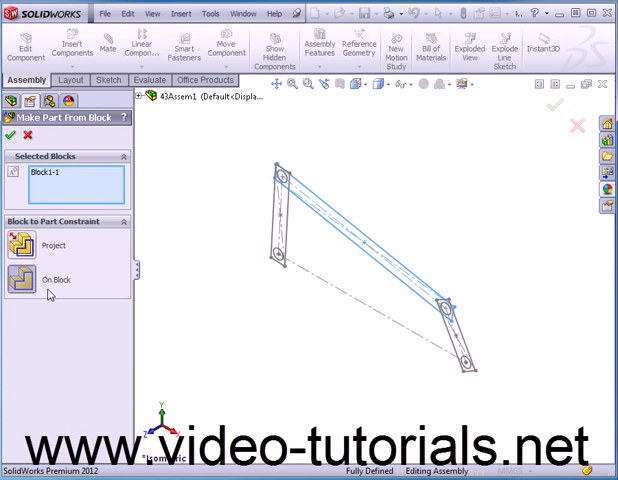 SOLIDWORKS File Edit View Insert Tools Window Help
Edit Component
Insert Components
Mate
Linear Compon...
Smart Fasteners
Move Component
Show Hidden Components
Assembly Features
Reference Geometry
New Motion Study
Bill of Materials
Exploded View
Explode Line Sketch
Instant3D
Assembly Layout Sketch Evaluate Office Products
43Assem1 (Default<Displa...
Make Part From Block ?
Selected Blocks
Block1-1
Block to Part Constraint
Project
On Block
Y
X
Z
*Isometric
www.video-tutorials.net
SolidWorks Premium 2012 Fully Defined Editing Assembly MMGS